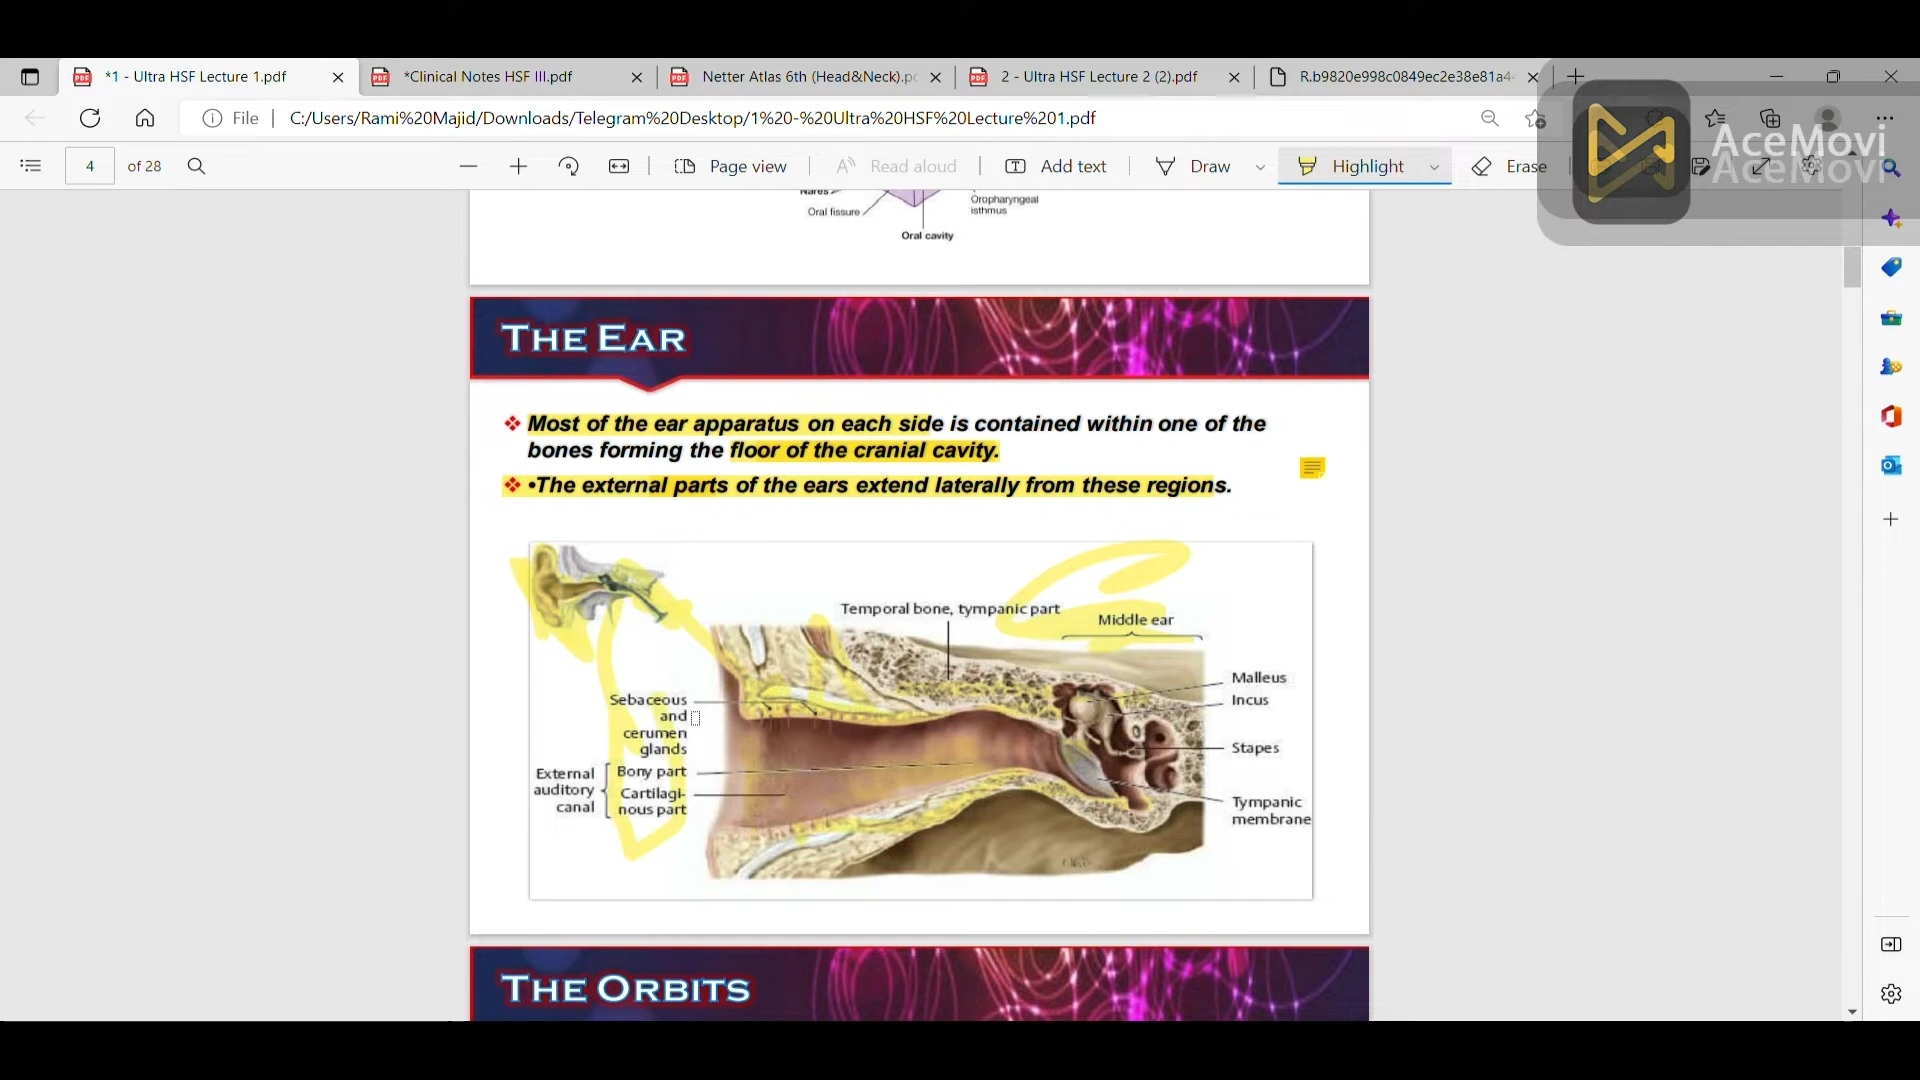 *1 - Ultra HSF Lecture 1.pdf
*Clinical Notes HSF III.pdf
Netter Atlas 6th (Head&Neck).pc
2 - Ultra HSF Lecture 2 (2).pdf
R.b9820e998c0849ec2e38e81a4
File
C:/Users/Rami%20Majid/Downloads/Telegram%20Desktop/1%20-%20Ultra%20HSF%20Lecture%201.pdf
4 of 28
Page view
Read aloud
Add text
Draw
Highlight
Erase
AceMovi
AceMovi
Nares
Oral fissure
Oropharyngeal
isthmus
Oral cavity
The Ear
Most of the ear apparatus on each side is contained within one of the
bones forming the floor of the cranial cavity.
•The external parts of the ears extend laterally from these regions.
Temporal bone, tympanic part
Middle ear
Malleus
Incus
Stapes
Tympanic
membrane
Sebaceous
and
cerumen
glands
External
auditory
canal
Bony part
Cartilagi-
nous part
The Orbits